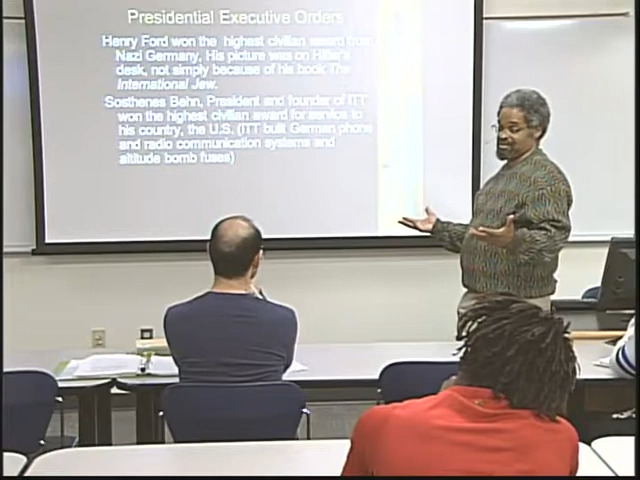 Presidential Executive Orders
Henry Ford won the highest civilian award from
Nazi Germany, His picture was on Hitler's
desk, not simply because of his book The
International Jew.
Sosthenes Behn, President and founder of ITT
won the highest civilian award for service to
his country, the U.S. (ITT built German phone
and radio communication systems and
altitude bomb fuses)